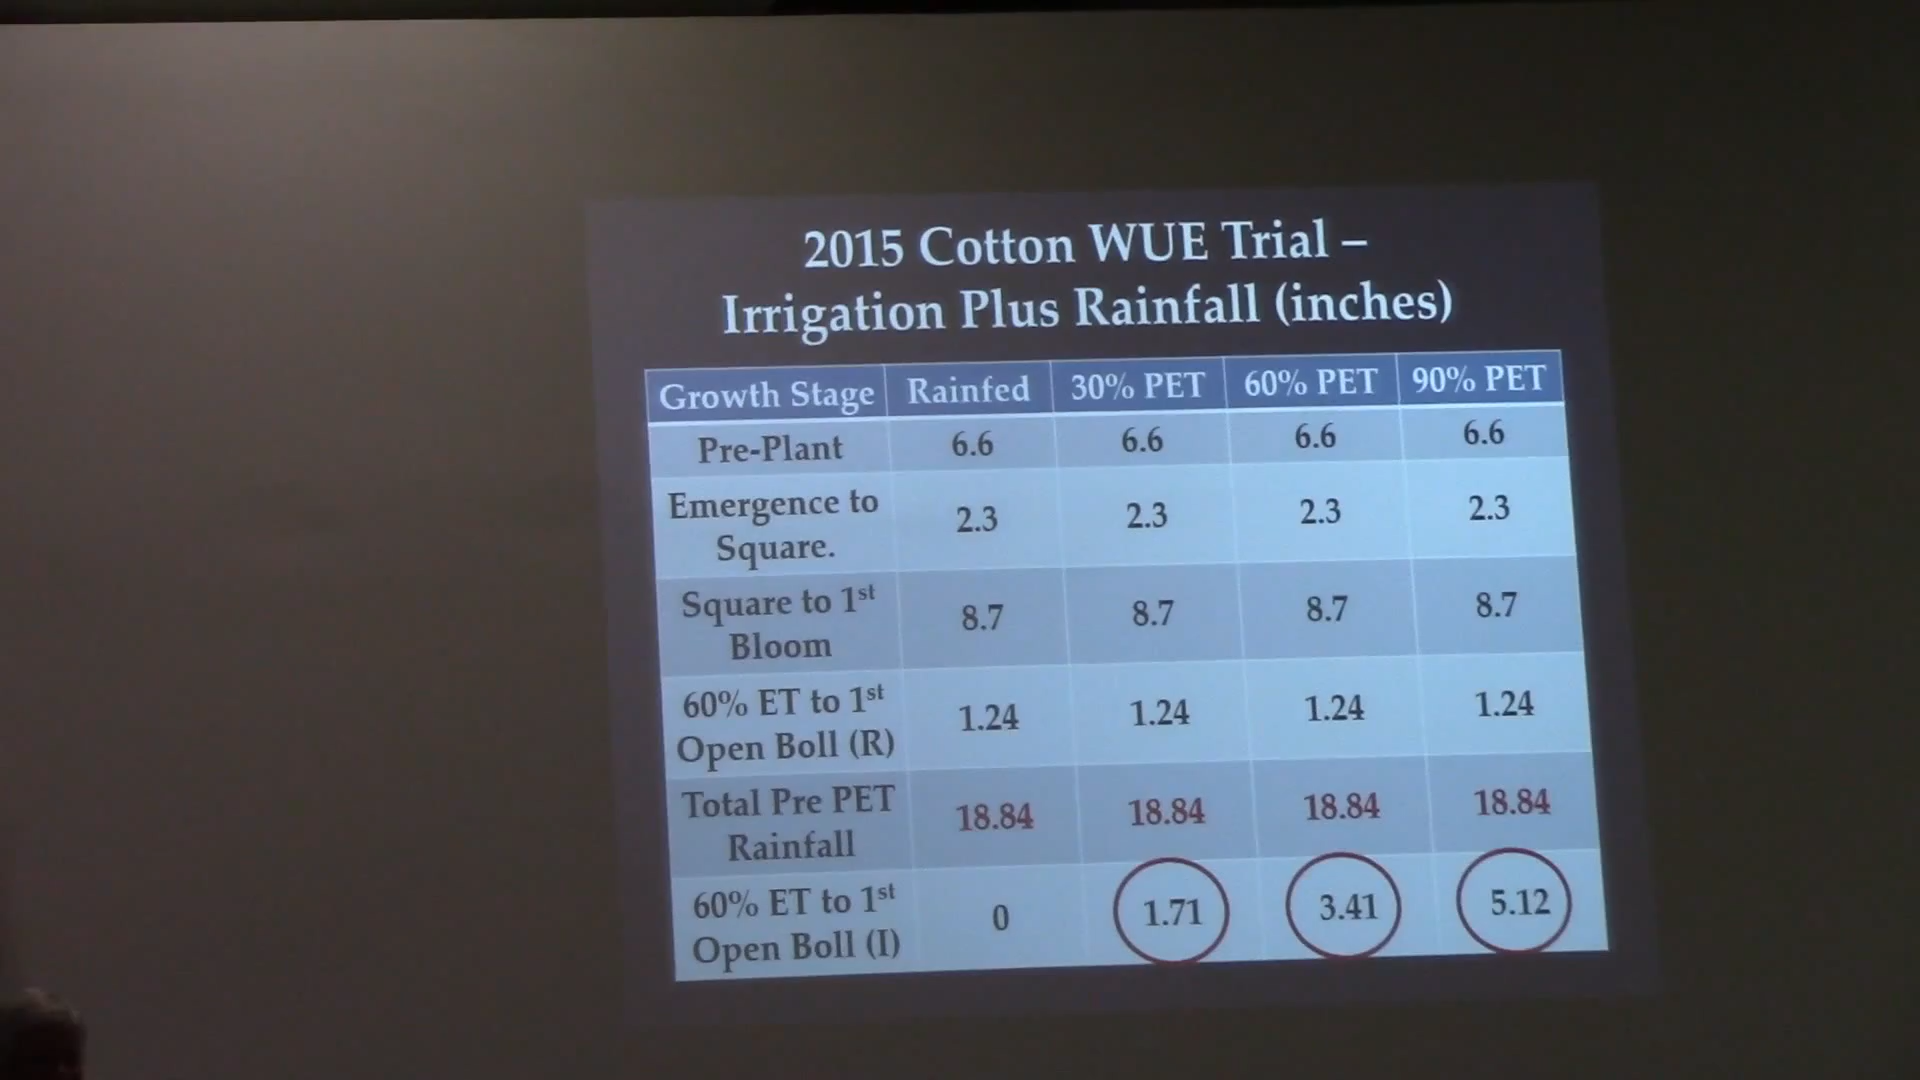 2015 Cotton WUE Trial –
Irrigation Plus Rainfall (inches)
Growth Stage Rainfed 30% PET 60% PET 90% PET
Pre-Plant 6.6 6.6 6.6 6.6
Emergence to
Square. 2.3 2.3 2.3 2.3
Square to 1st
Bloom 8.7 8.7 8.7 8.7
60% ET to 1st
Open Boll (R) 1.24 1.24 1.24 1.24
Total Pre PET
Rainfall 18.84 18.84 18.84 18.84
60% ET to 1st
Open Boll (I) 0 1.71 3.41 5.12